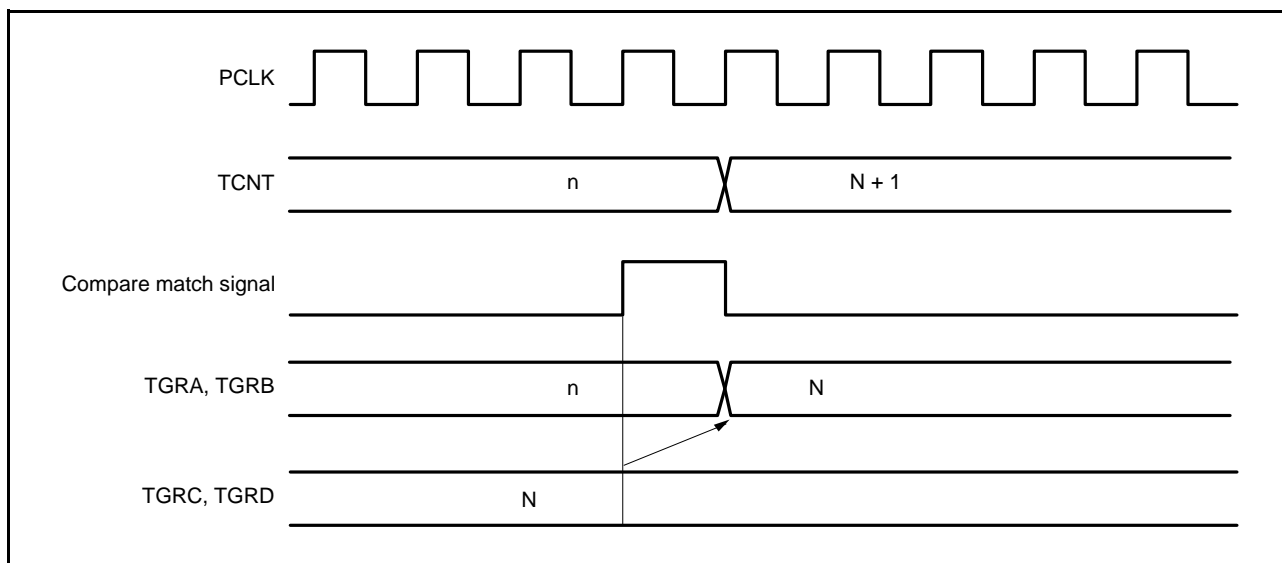 PCLK
TCNT
n
N + 1
Compare match signal
TGRA, TGRB
n
N
TGRC, TGRD
N